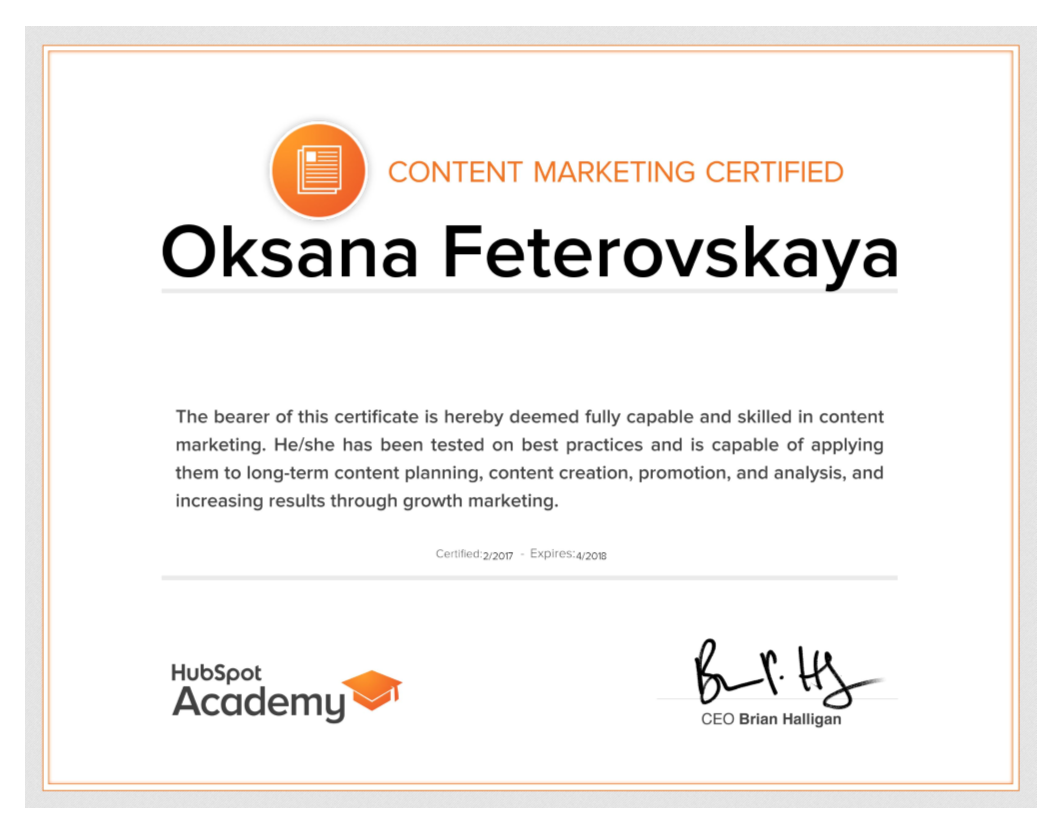 CONTENT MARKETING CERTIFIED
Oksana Feterovskaya
The bearer of this certificate is hereby deemed fully capable and skilled in content
marketing. He/she has been tested on best practices and is capable of applying
them to long-term content planning, content creation, promotion, and analysis, and
increasing results through growth marketing.
Certified:2/2017 - Expires:4/2018
HubSpot
Academy
CEO Brian Halligan